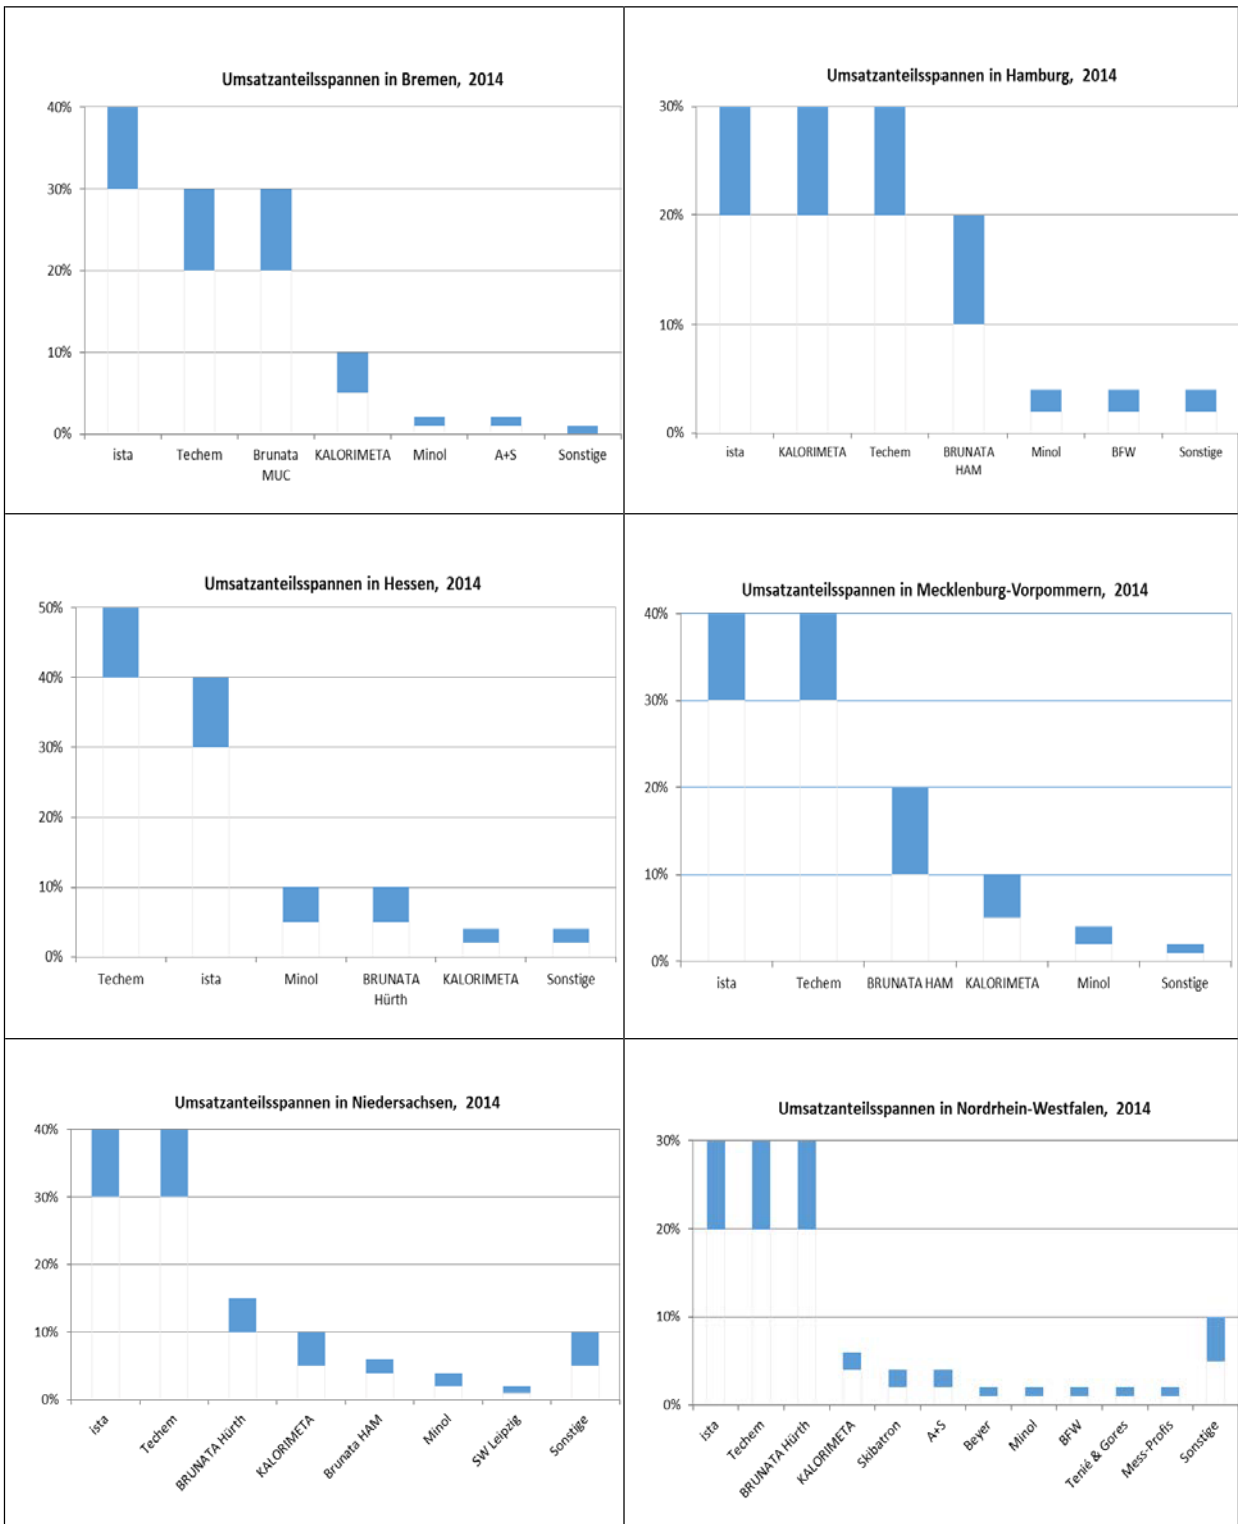 Umsatzanteilsspannen in Bremen, 2014
40%
30%
20%
10%
0%
ista Techem Brunata KALORIMETA Minol A+S Sonstige
MUC
Umsatzanteilsspannen in Hamburg, 2014
30%
20%
10%
0%
ista KALORIMETA Techem BRUNATA Minol BFW Sonstige
HAM
Umsatzanteilsspannen in Hessen, 2014
50%
40%
30%
20%
10%
0%
Techem ista Minol BRUNATA KALORIMETA Sonstige
Hürth
Umsatzanteilsspannen in Mecklenburg-Vorpommern, 2014
40%
30%
20%
10%
0%
ista Techem BRUNATA HAM KALORIMETA Minol Sonstige
Umsatzanteilsspannen in Niedersachsen, 2014
40%
30%
20%
10%
0%
ista
Techem
BRUNATA Hürth
KALORIMETA
Brunata HAM
Minol
SW Leipzig
Sonstige
Umsatzanteilsspannen in Nordrhein-Westfalen, 2014
30%
20%
10%
0%
ista
Techem
BRUNATA Hürth
KALORIMETA
Skibatron
A+S
Beyer
Minol
BFW
Tenié & Gores
Mess-Profis
Sonstige